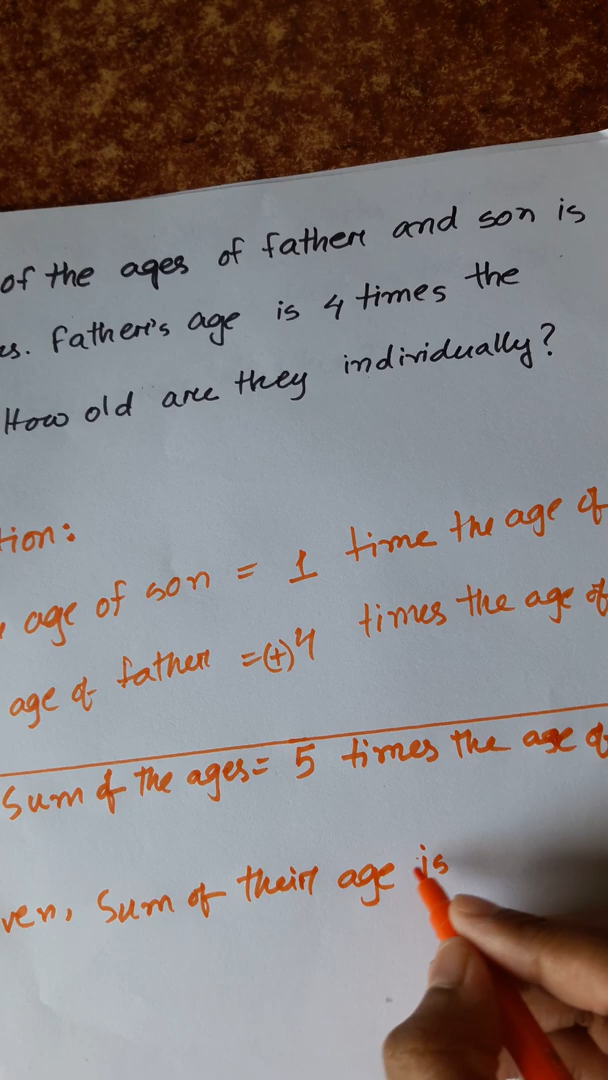 of the ages of father and son is
es. father's age is 4 times the
How old are they individually?
tion:
age of son = 1 time the age of
age of father =(+) 4 times the age of
Sum of the ages= 5 times the age of
ven, Sum of their age is